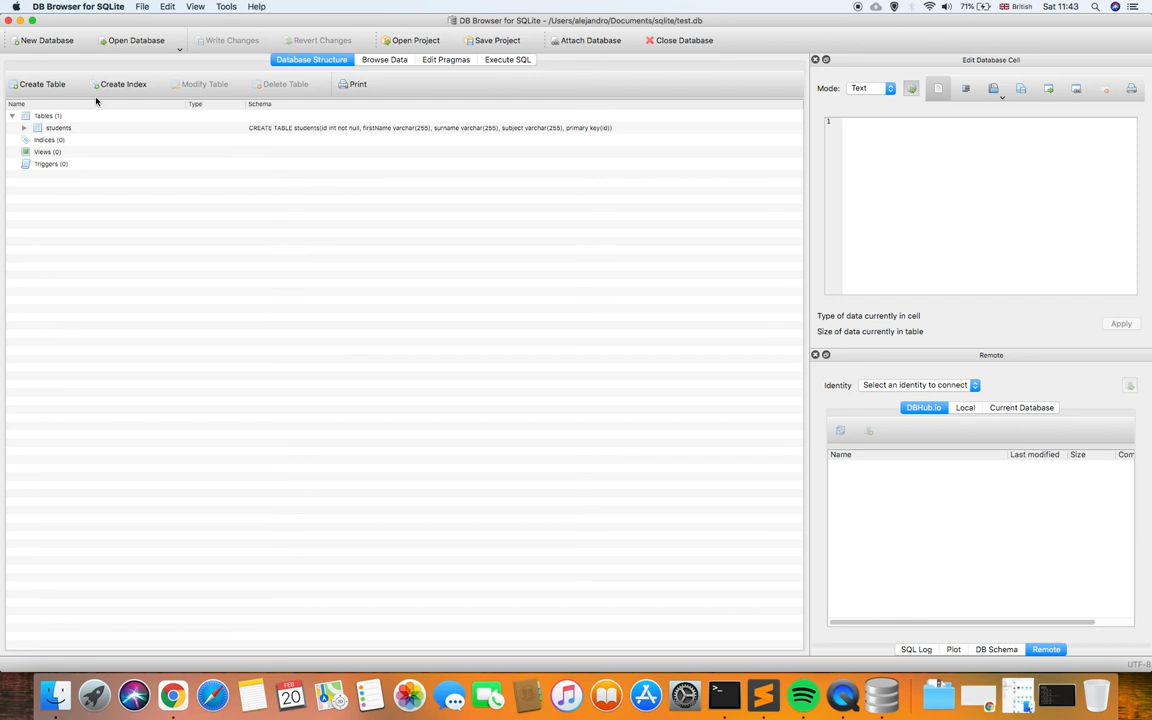 DB Browser for SQLite File Edit View Tools Help 71% British Sat 11:43
DB Browser for SQLite - /Users/alejandro/Documents/sqlite/test.db
New Database Open Database Write Changes Revert Changes Open Project Save Project Attach Database Close Database
Database Structure Browse Data Edit Pragmas Execute SQL
Edit Database Cell
Create Table Create Index Modify Table Delete Table Print
Mode: Text
Name Type Schema
Tables (1)
students CREATE TABLE students(id int not null, firstName varchar(255), surname varchar(255), subject varchar(255), primary key(id))
Indices (0)
Views (0)
Triggers (0)
1
Type of data currently in cell
Size of data currently in table
Apply
Remote
Identity Select an identity to connect
DBHub.io Local Current Database
Name Last modified Size Com
SQL Log Plot DB Schema Remote
UTF-8
FEB
20